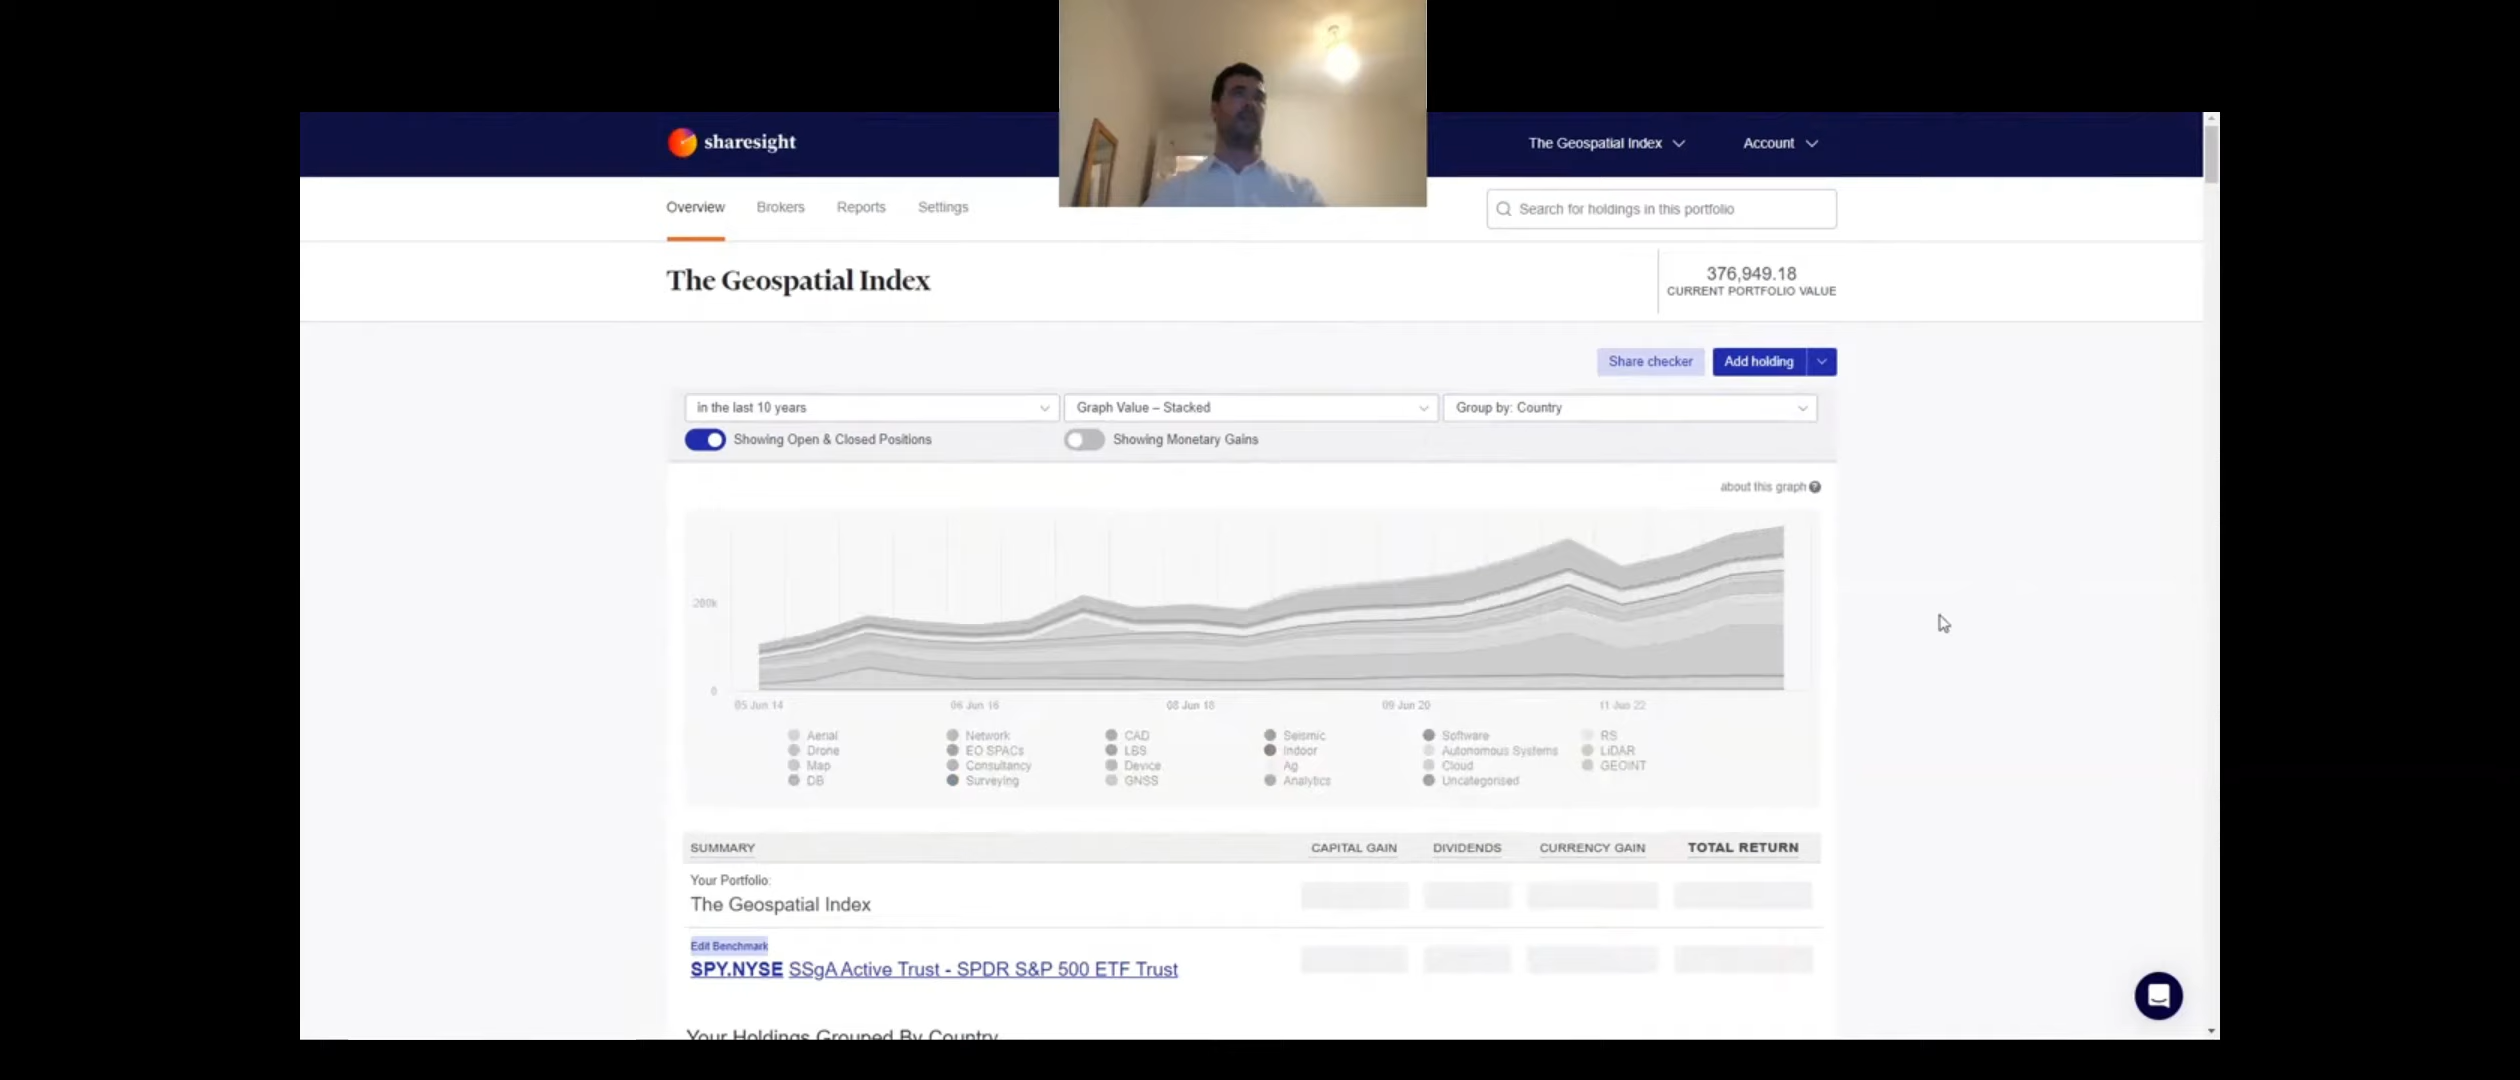 sharesight
The Geospatial Index
Account
Overview
Brokers
Reports
Settings
Search for holdings in this portfolio
The Geospatial Index
376,949.18
CURRENT PORTFOLIO VALUE
Share checker
Add holding
in the last 10 years
Graph Value – Stacked
Group by: Country
Showing Open & Closed Positions
Showing Monetary Gains
about this graph
200k
0
05 Jun 14
06 Jun 16
08 Jun 18
09 Jun 20
11 Jun 22
Aerial
Network
CAD
Seismic
Software
RS
Drone
EO SPACs
LBS
Indoor
Autonomous Systems
LiDAR
Map
Consultancy
Device
Ag
Cloud
GEOINT
DB
Surveying
GNSS
Analytics
Uncategorised
SUMMARY
CAPITAL GAIN
DIVIDENDS
CURRENCY GAIN
TOTAL RETURN
Your Portfolio:
The Geospatial Index
Edit Benchmark
SPY.NYSE SSgA Active Trust - SPDR S&P 500 ETF Trust
Your Holdings Grouped By Country